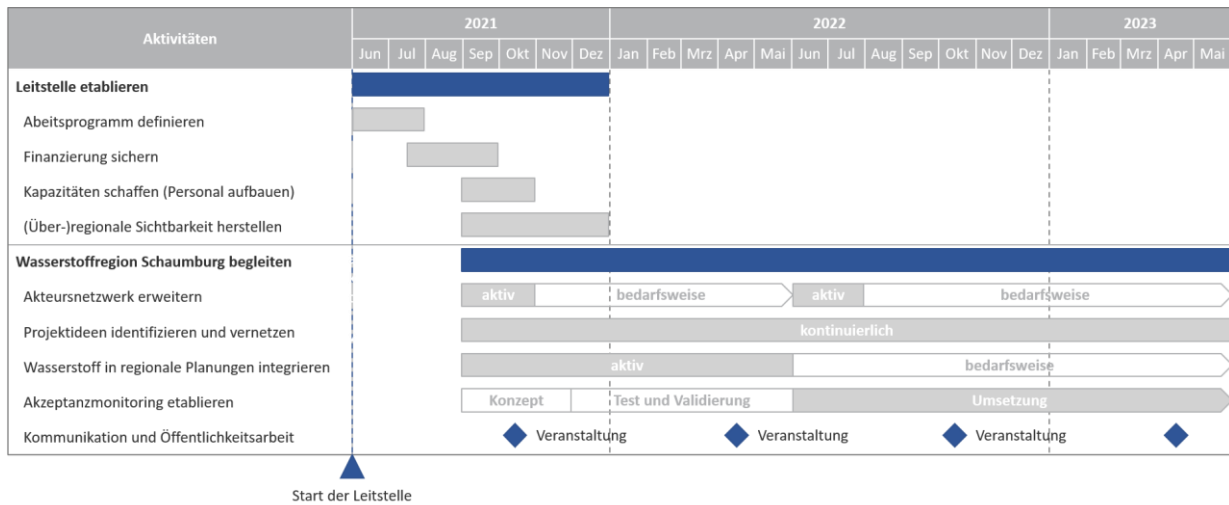 Aktivitäten
2021 2022 2023
Jun Jul Aug Sep Okt Nov Dez Jan Feb Mrz Apr Mai Jun Jul Aug Sep Okt Nov Dez Jan Feb Mrz Apr Mai
Leitstelle etablieren
Abeitsprogramm definieren
Finanzierung sichern
Kapazitäten schaffen (Personal aufbauen)
(Über-)regionale Sichtbarkeit herstellen
Wasserstoffregion Schaumburg begleiten
Akteursnetzwerk erweitern aktiv bedarfsweise aktiv bedarfsweise
Projektideen identifizieren und vernetzen kontinuierlich
Wasserstoff in regionale Planungen integrieren aktiv bedarfsweise
Akzeptanzmonitoring etablieren Konzept Test und Validierung Umsetzung
Kommunikation und Öffentlichkeitsarbeit Veranstaltung Veranstaltung Veranstaltung
Start der Leitstelle